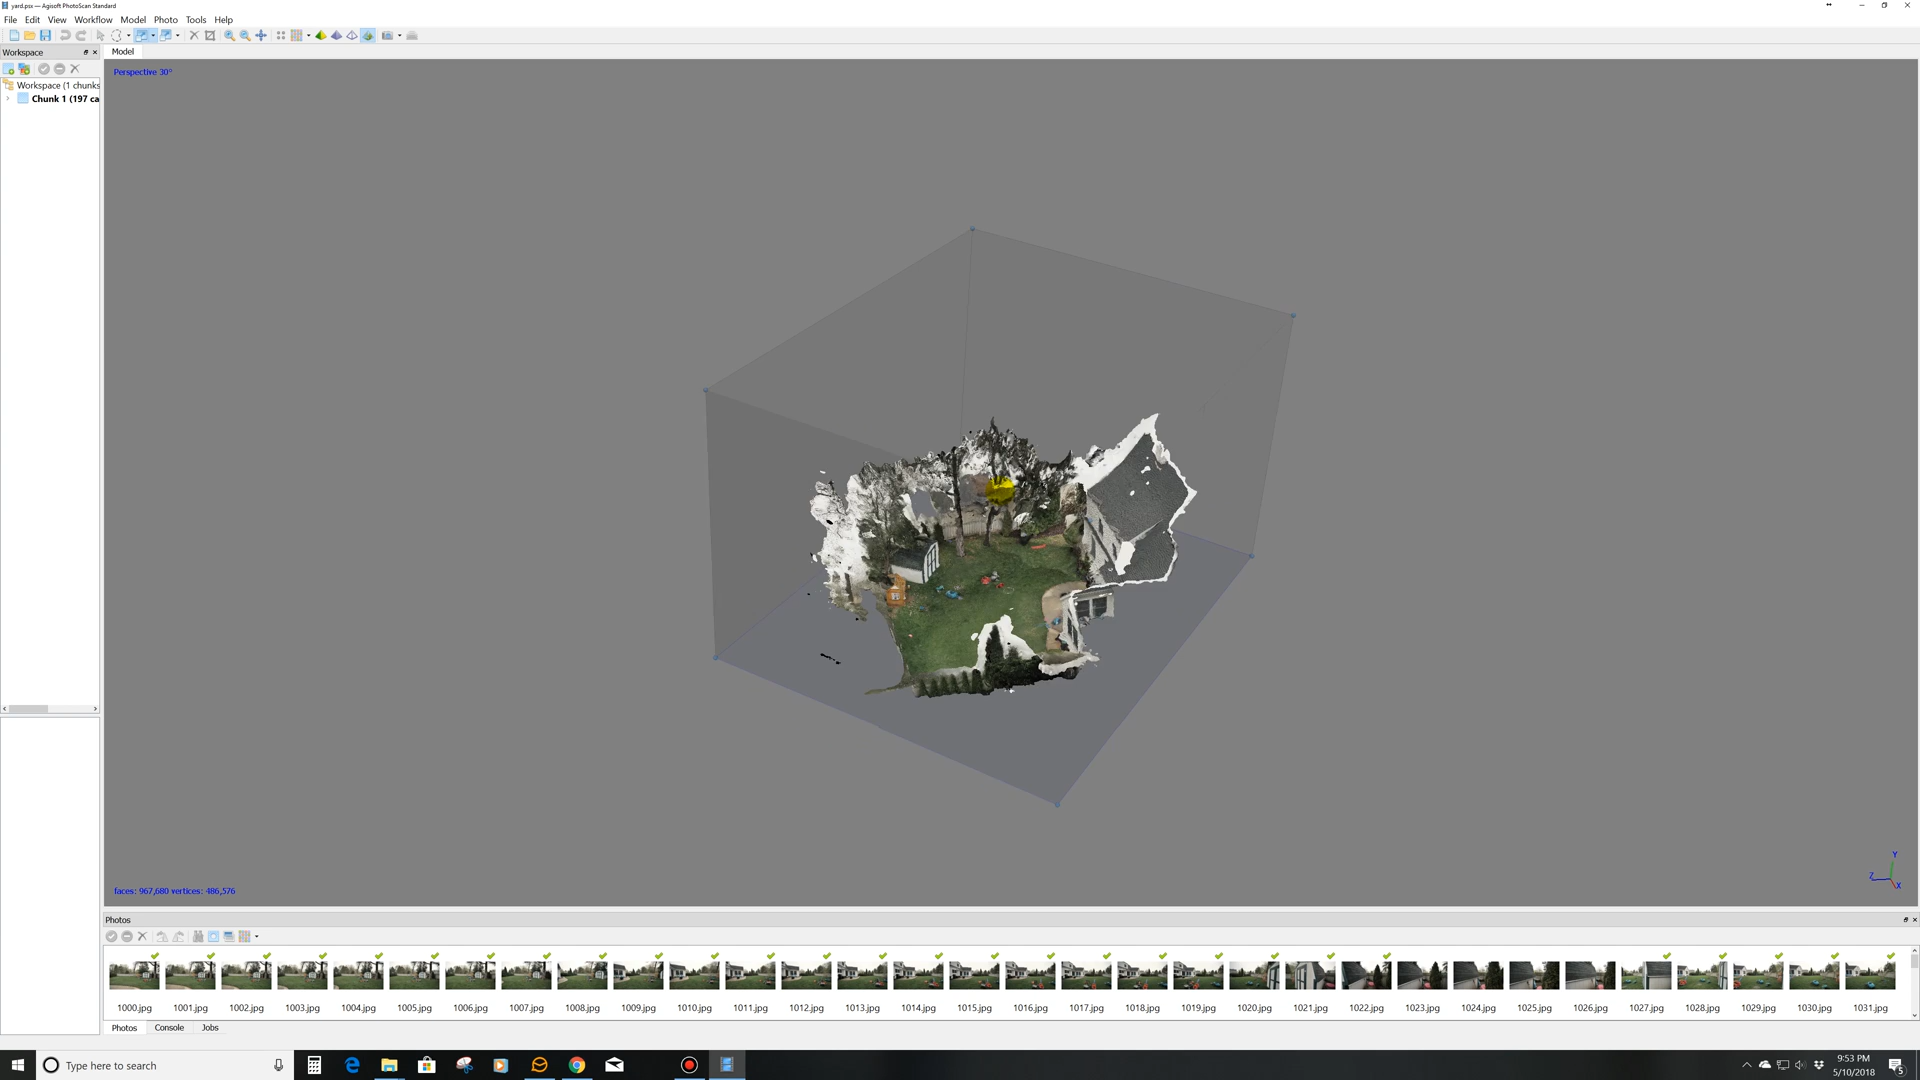 yard.psx — Agisoft PhotoScan Standard
File Edit View Workflow Model Photo Tools Help
Workspace
Model
Perspective 30°
Workspace (1 chunks
Chunk 1 (197 ca
Y
Z
X
faces: 967,680 vertices: 486,576
Photos
1000.jpg 1001.jpg 1002.jpg 1003.jpg 1004.jpg 1005.jpg 1006.jpg 1007.jpg 1008.jpg 1009.jpg 1010.jpg 1011.jpg 1012.jpg 1013.jpg 1014.jpg 1015.jpg 1016.jpg 1017.jpg 1018.jpg 1019.jpg 1020.jpg 1021.jpg 1022.jpg 1023.jpg 1024.jpg 1025.jpg 1026.jpg 1027.jpg 1028.jpg 1029.jpg 1030.jpg 1031.jpg
Photos Console Jobs
Type here to search
9:53 PM
5/10/2018
5